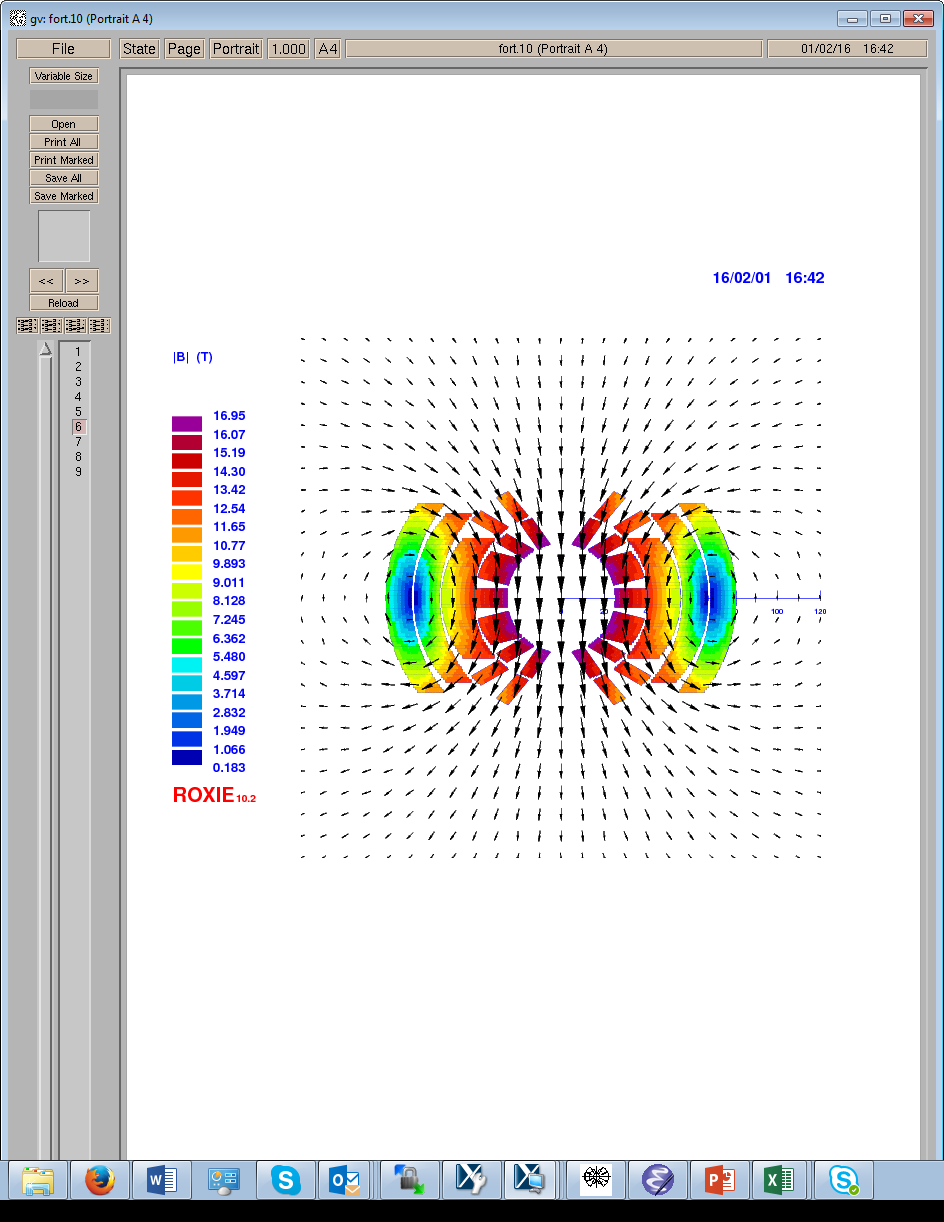 gv: fort.10 (Portrait A 4)
File State Page Portrait 1.000 A4 fort.10 (Portrait A 4) 01/02/16 16:42
Variable Size
Open
Print All
Print Marked
Save All
Save Marked
<< >>
Reload
1
2
3
4
5
6
7
8
9
16/02/01 16:42
|B| (T)
16.95
16.07
15.19
14.30
13.42
12.54
11.65
10.77
9.893
9.011
8.128
7.245
6.362
5.480
4.597
3.714
2.832
1.949
1.066
0.183
ROXIE 10.2
100 120